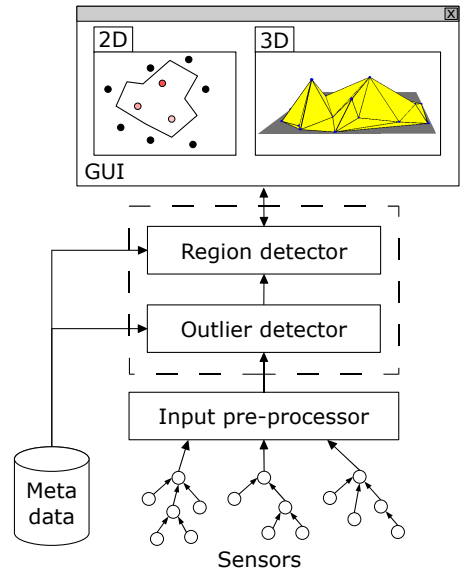 X
2D
3D
GUI
Region detector
Outlier detector
Input pre-processor
Meta
data
Sensors